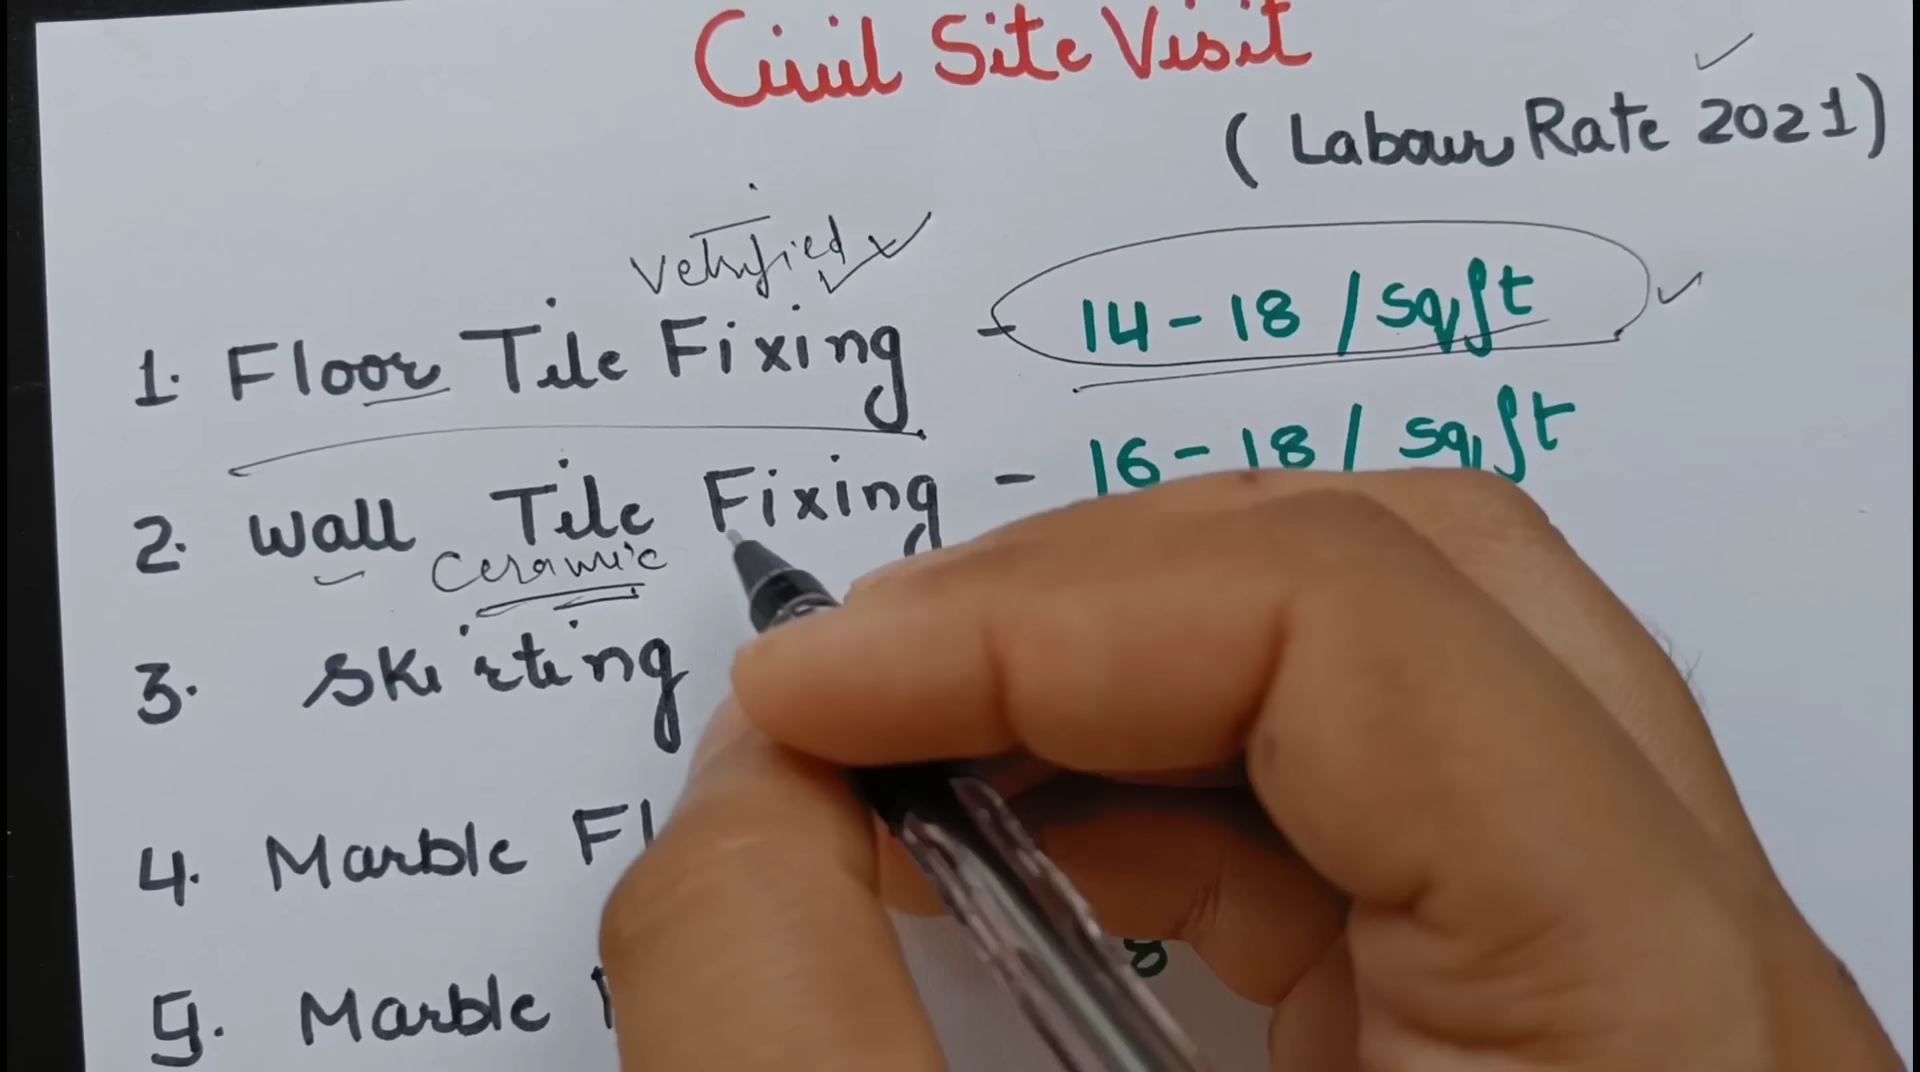 Civil Site Visit
(Labour Rate 2021)
Vetrified
1. Floor Tile Fixing - 14-18 / sqft
2. Wall Tile Fixing - 16-18 / sqft
Ceramic
3. Skirting
4. Marble Fl
5. Marble
8